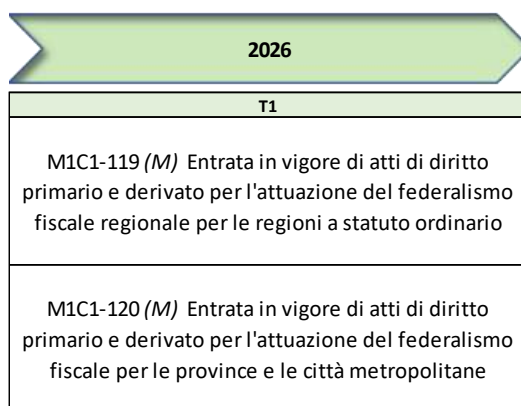 2026
T1
M1C1-119 (M) Entrata in vigore di atti di diritto
primario e derivato per l'attuazione del federalismo
fiscale regionale per le regioni a statuto ordinario
M1C1-120 (M) Entrata in vigore di atti di diritto
primario e derivato per l'attuazione del federalismo
fiscale per le province e le città metropolitane